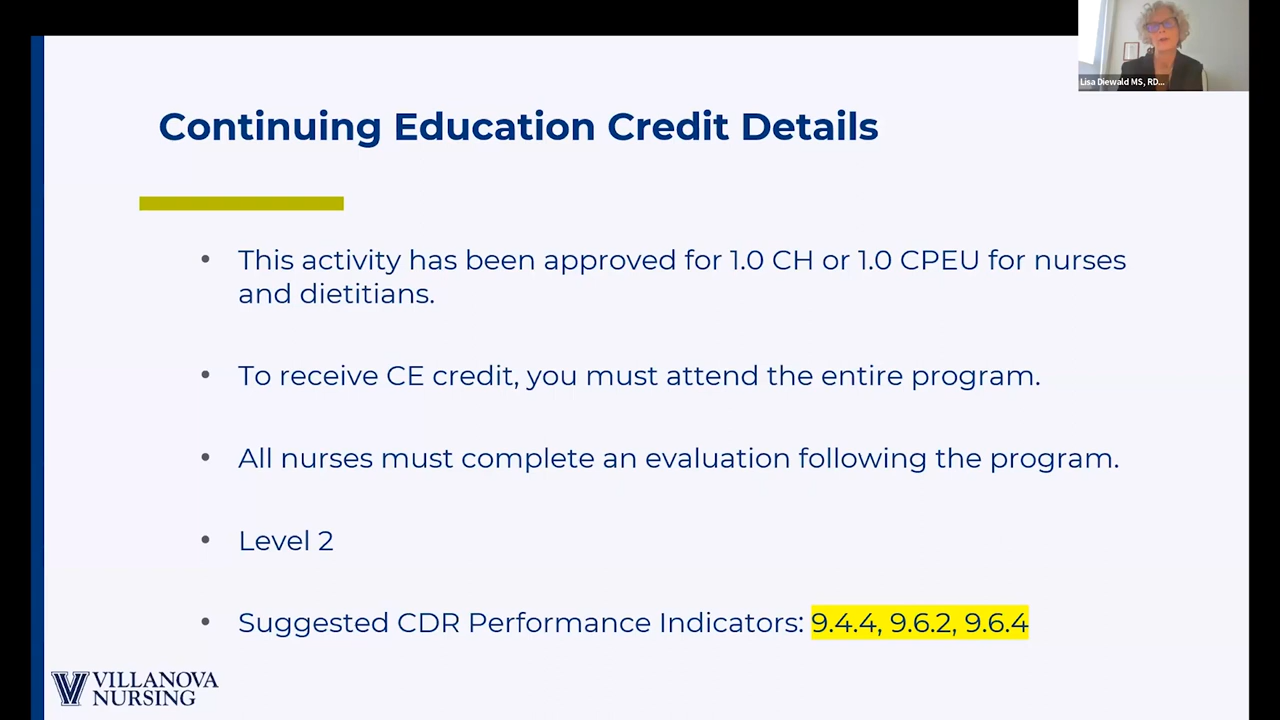 Lisa Diewald MS, RD...
Continuing Education Credit Details
• This activity has been approved for 1.0 CH or 1.0 CPEU for nurses
and dietitians.
• To receive CE credit, you must attend the entire program.
• All nurses must complete an evaluation following the program.
• Level 2
• Suggested CDR Performance Indicators: 9.4.4, 9.6.2, 9.6.4
VILLANOVA
NURSING